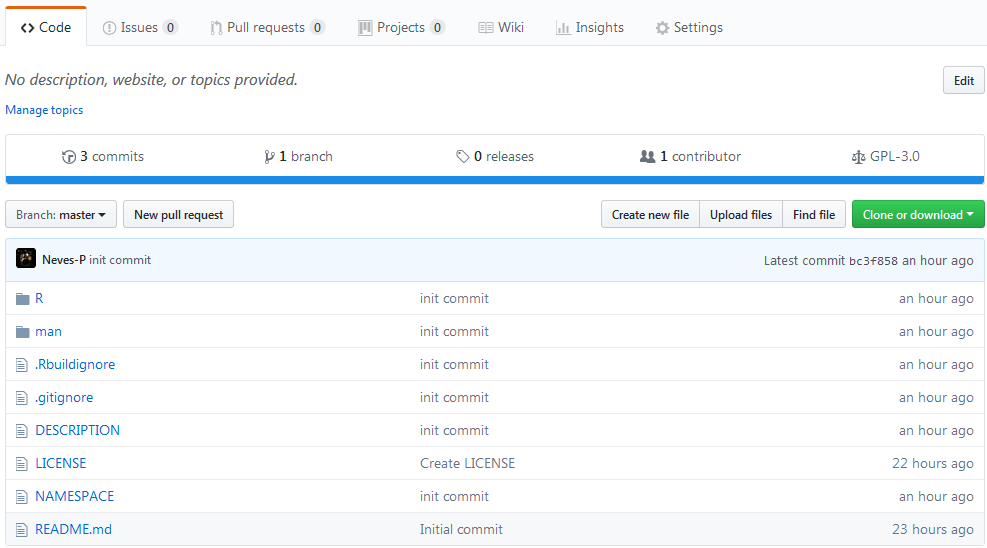 Code Issues 0 Pull requests 0 Projects 0 Wiki Insights Settings
No description, website, or topics provided. Edit
Manage topics
3 commits 1 branch 0 releases 1 contributor GPL-3.0
Branch: master New pull request Create new file Upload files Find file Clone or download
Neves-P init commit Latest commit bc3f858 an hour ago
R init commit an hour ago
man init commit an hour ago
.Rbuildignore init commit an hour ago
.gitignore init commit an hour ago
DESCRIPTION init commit an hour ago
LICENSE Create LICENSE 22 hours ago
NAMESPACE init commit an hour ago
README.md Initial commit 23 hours ago